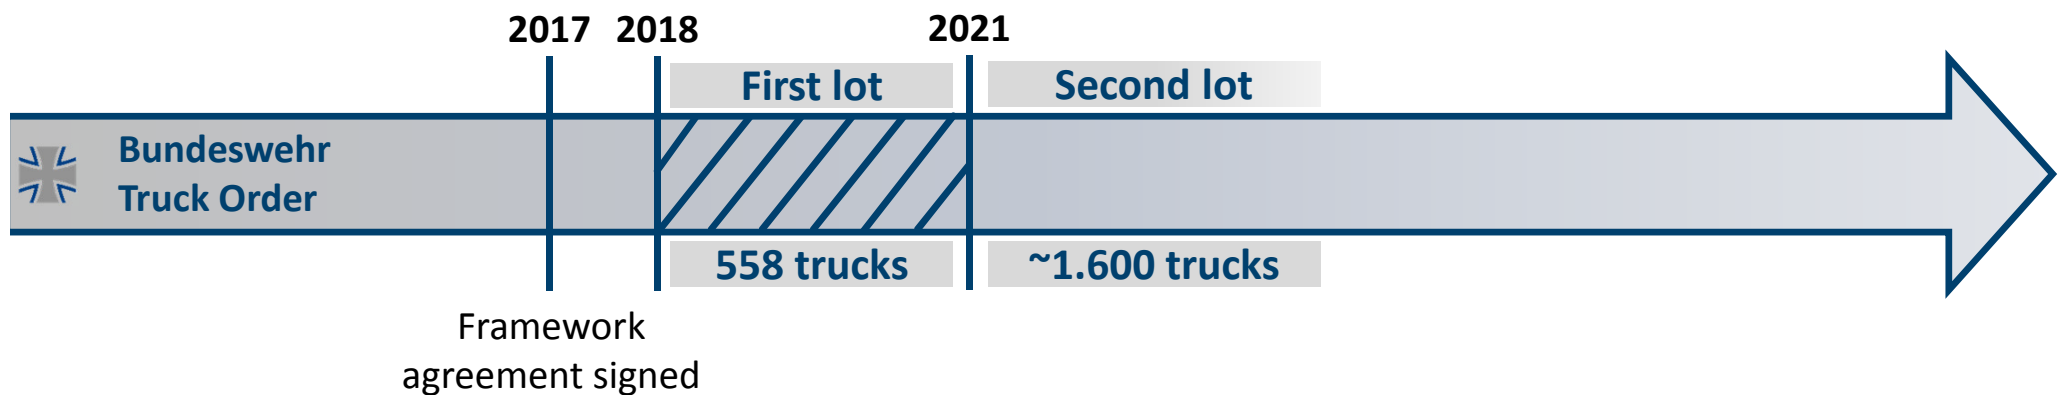 2017 2018 2021
First lot Second lot
Bundeswehr
Truck Order
558 trucks ~1.600 trucks
Framework
agreement signed